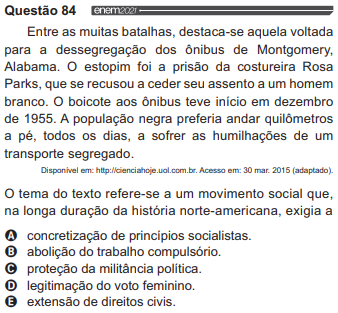 Questão 84 enem2021
Entre as muitas batalhas, destaca-se aquela voltada
para a dessegregação dos ônibus de Montgomery,
Alabama. O estopim foi a prisão da costureira Rosa
Parks, que se recusou a ceder seu assento a um homem
branco. O boicote aos ônibus teve início em dezembro
de 1955. A população negra preferia andar quilômetros
a pé, todos os dias, a sofrer as humilhações de um
transporte segregado.
Disponível em: http://cienciahoje.uol.com.br. Acesso em: 30 mar. 2015 (adaptado).
O tema do texto refere-se a um movimento social que,
na longa duração da história norte-americana, exigia a
A concretização de princípios socialistas.
B abolição do trabalho compulsório.
C proteção da militância política.
D legitimação do voto feminino.
E extensão de direitos civis.